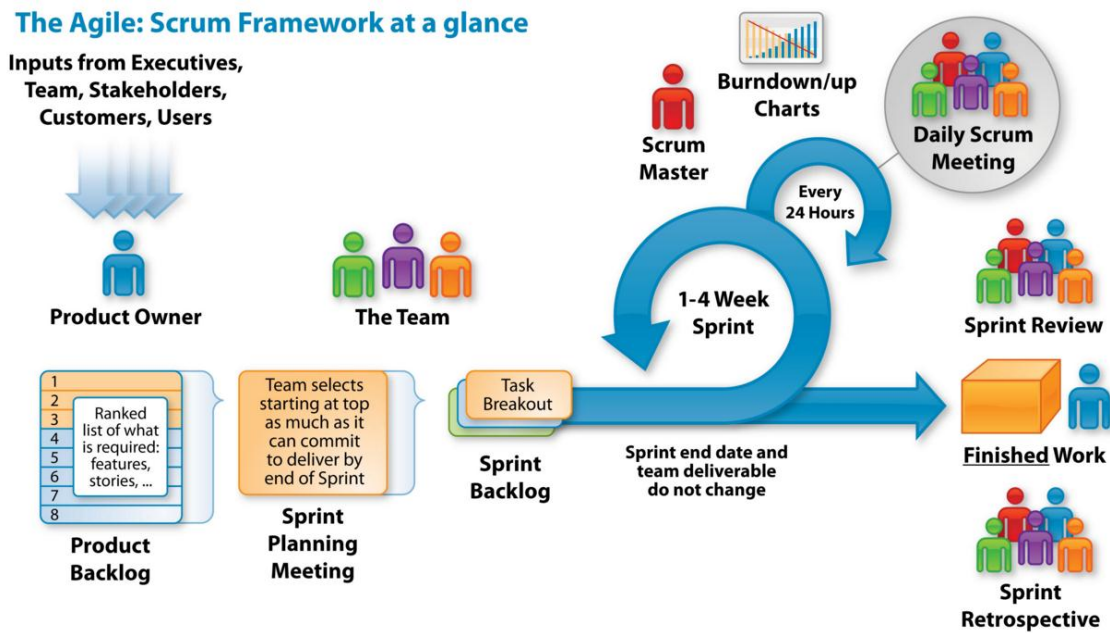 The Agile: Scrum Framework at a glance
Inputs from Executives,
Team, Stakeholders,
Customers, Users
Product Owner
The Team
Scrum
Master
Burndown/up
Charts
Daily Scrum
Meeting
Every
24 Hours
1-4 Week
Sprint
Sprint Review
1
2
3
4
5
6
7
8
Ranked
list of what
is required:
features,
stories, ...
Product
Backlog
Team selects
starting at top
as much as it
can commit
to deliver by
end of Sprint
Sprint
Planning
Meeting
Task
Breakout
Sprint
Backlog
Sprint end date and
team deliverable
do not change
Finished Work
Sprint
Retrospective